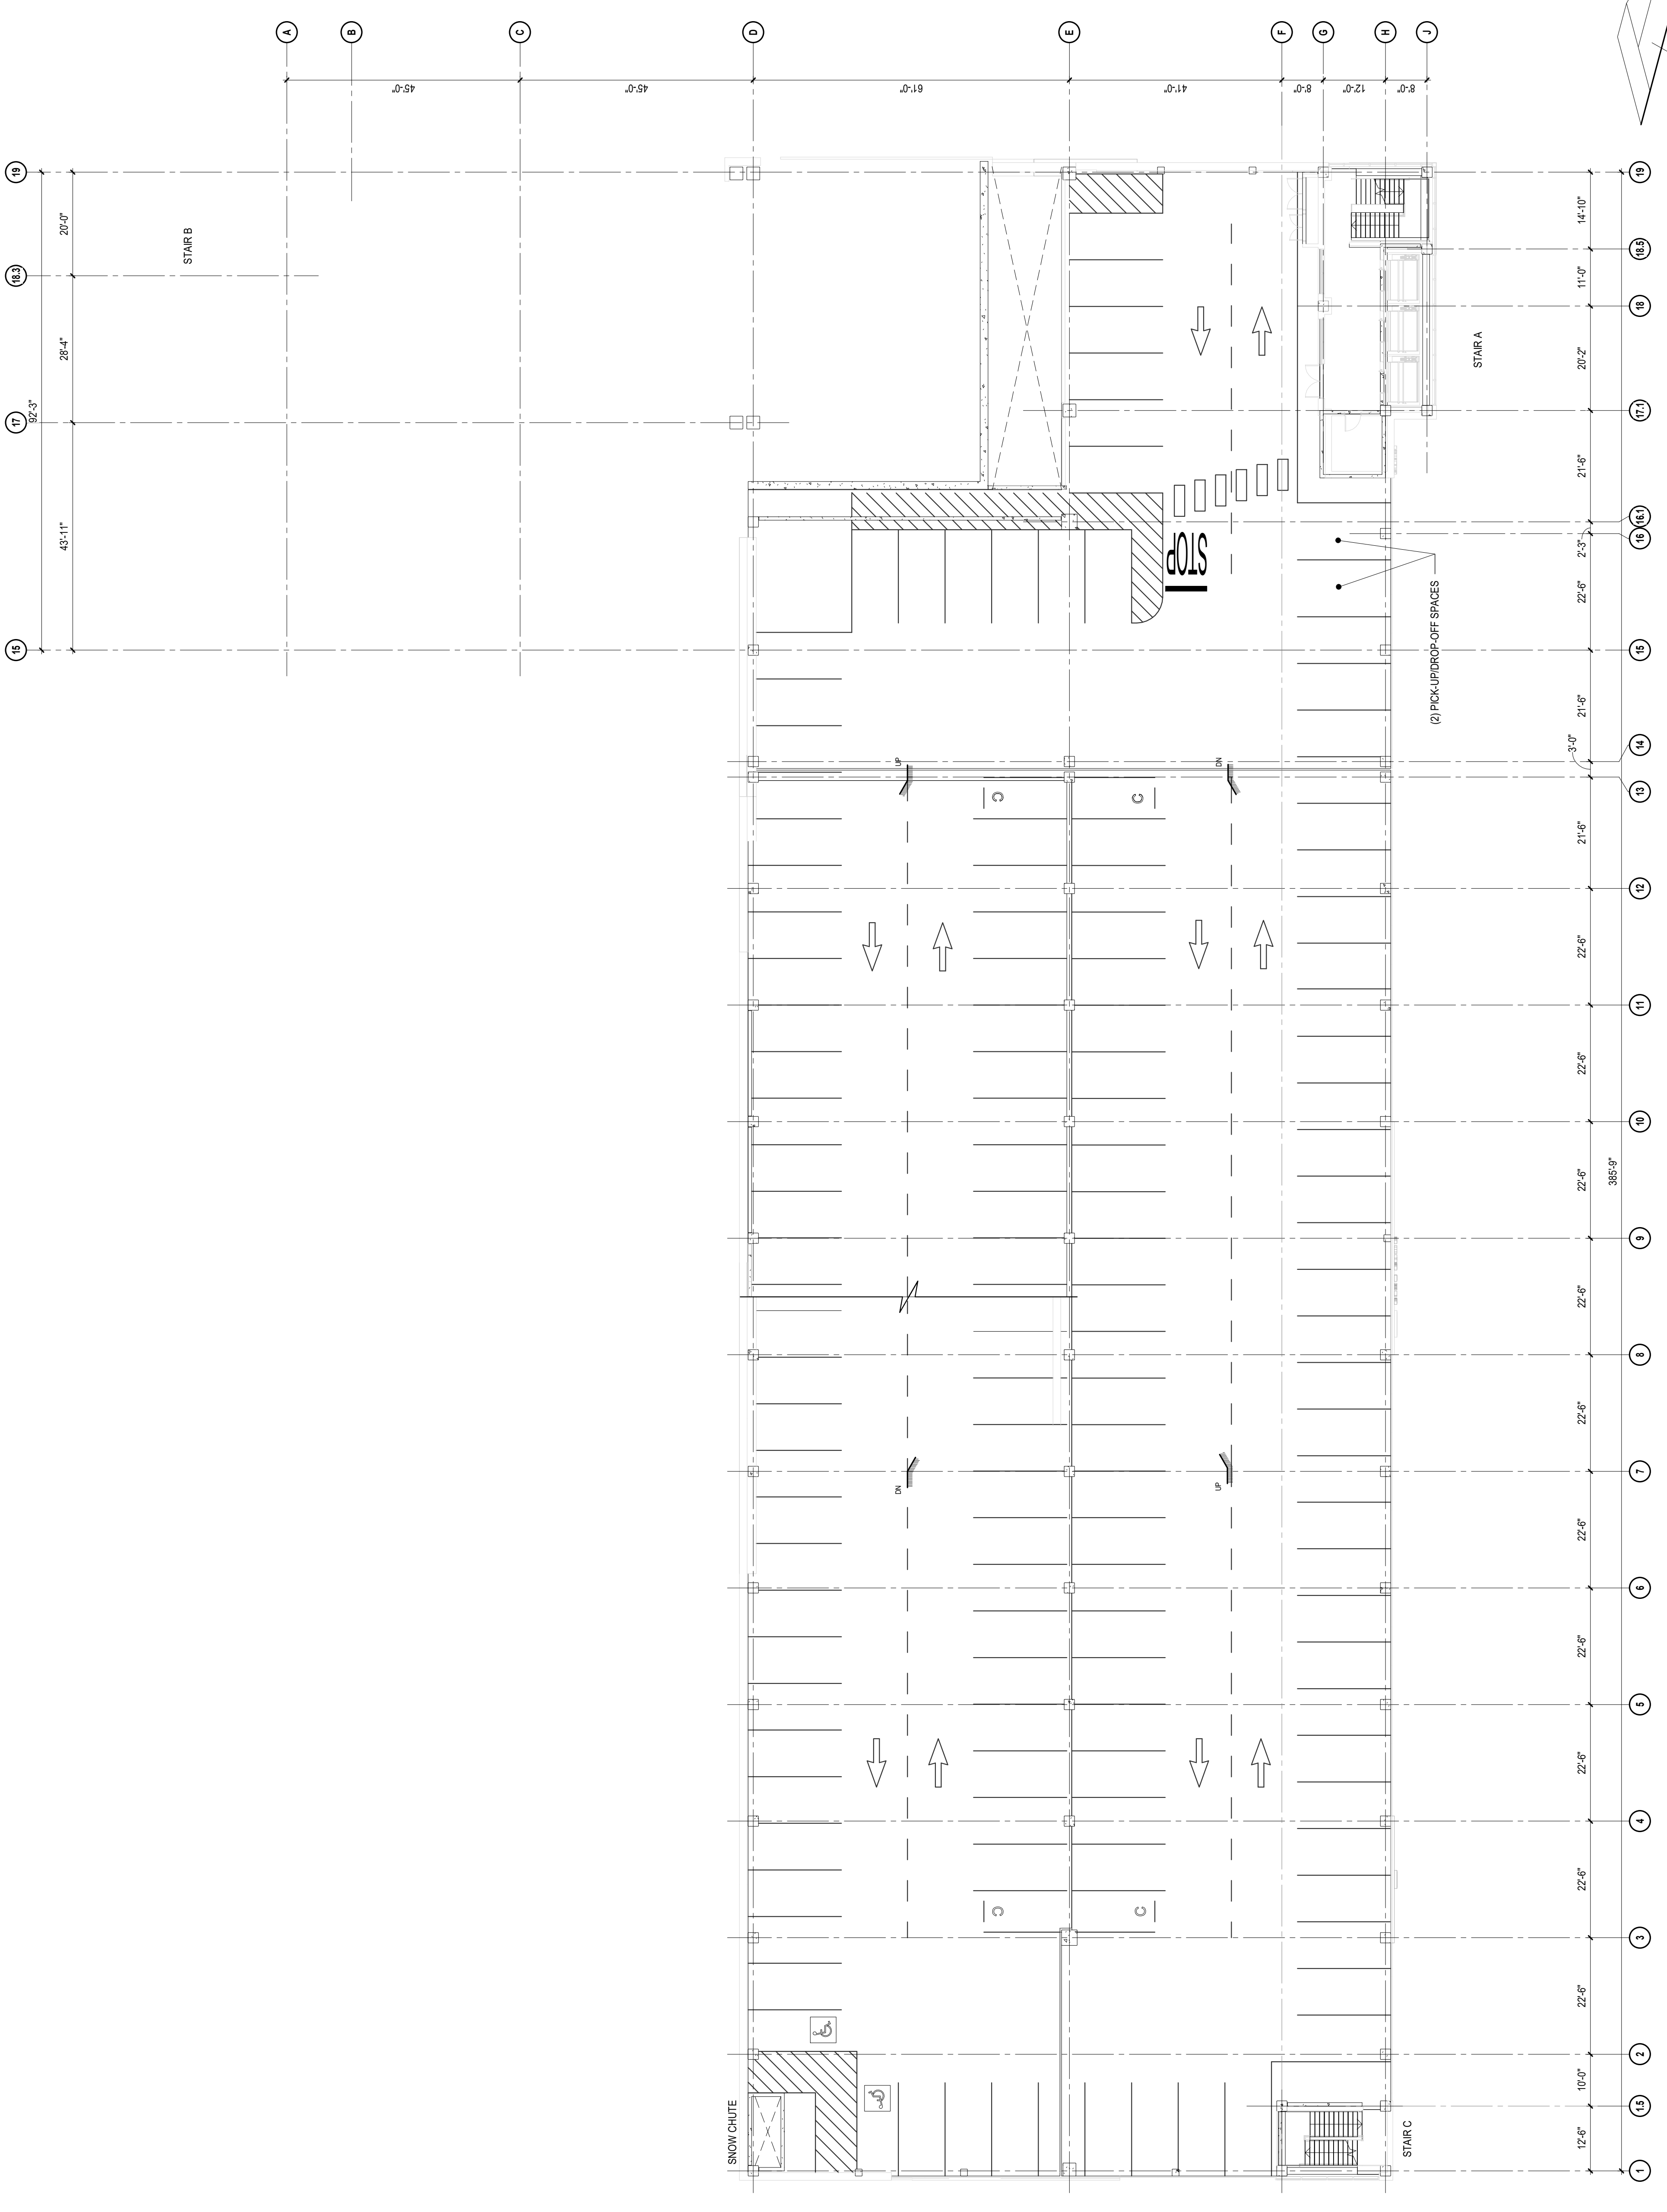 A
B
C
D
E
F
G
H
J
45'-0"
45'-0"
61'-0"
41'-0"
8'-0"
12'-0"
8'-0"
19
18.3
17
15
20'-0"
28'-4"
43'-11"
92'-3"
STAIR B
19
18.5
18
17.1
16.1
16
15
14
13
12
11
10
9
8
7
6
5
4
3
2
1.5
1
14'-10"
11'-0"
20'-2"
21'-6"
2'-3"
22'-6"
21'-6"
3'-0"
21'-6"
22'-6"
22'-6"
22'-6"
22'-6"
22'-6"
22'-6"
22'-6"
22'-6"
22'-6"
22'-6"
10'-0"
12'-6"
385'-9"
STAIR A
STOP
(2) PICK-UP/DROP-OFF SPACES
UP
DN
C
C
DN
UP
C
C
SNOW CHUTE
STAIR C